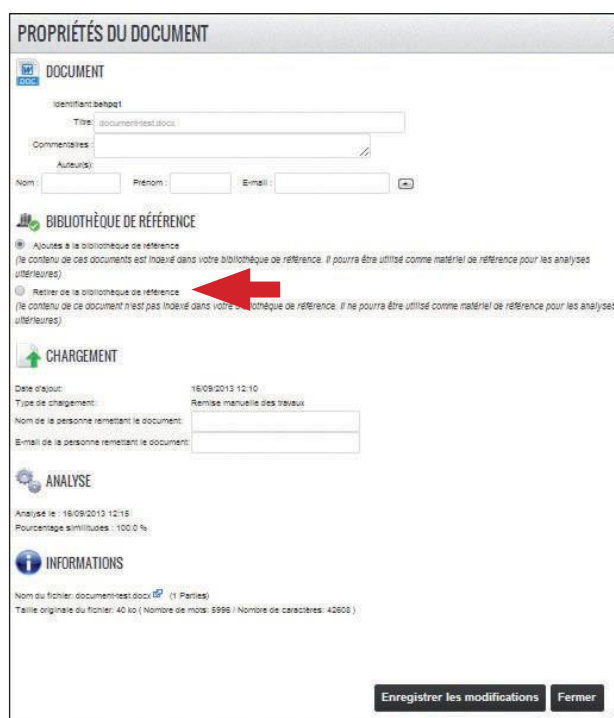 PROPRIÉTÉS DU DOCUMENT
DOC
DOCUMENT
Identifiant:behpq1
Titre: document-test.docx
Commentaires :
Auteur(s):
Nom : Prénom : E-mail :
BIBLIOTHÈQUE DE RÉFÉRENCE
Ajoutés à la bibliothèque de référence
(le contenu de ces documents est indexé dans votre bibliothèque de référence. Il pourra être utilisé comme matériel de référence pour les analyses
ultérieures)
Retirer de la bibliothèque de référence
(le contenu de ce document n'est pas indexé dans votre bibliothèque de référence. Il ne pourra être utilisé comme matériel de référence pour les analyses
ultérieures)
CHARGEMENT
Date d'ajout: 16/09/2013 12:10
Type de chargement: Remise manuelle des travaux
Nom de la personne remettant le document:
E-mail de la personne remettant le document:
ANALYSE
Analysé le : 16/09/2013 12:15
Pourcentage similitudes : 100.0 %
INFORMATIONS
Nom du fichier: document-test.docx (1 Parties)
Taille originale du fichier: 40 ko ( Nombre de mots: 5996 / Nombre de caractères: 42608 )
Enregistrer les modifications Fermer